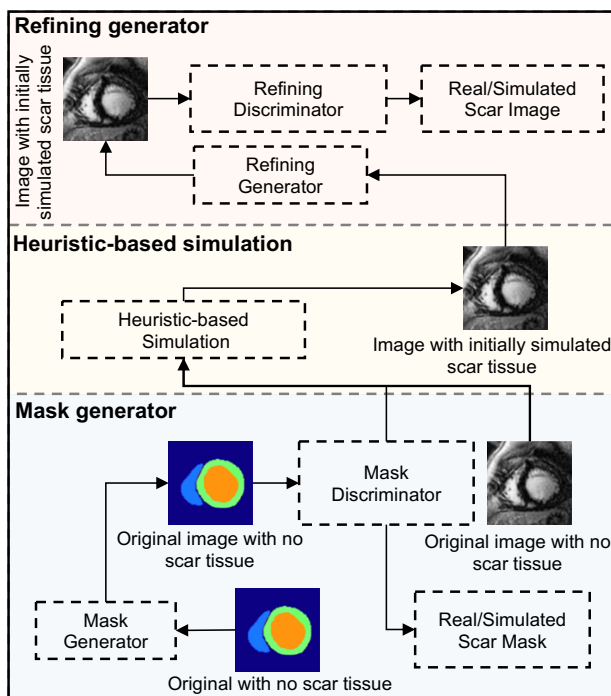 Refining generator
Image with initially
simulated scar tissue
Refining
Discriminator
Real/Simulated
Scar Image
Refining
Generator
Heuristic-based simulation
Heuristic-based
Simulation
Image with initially simulated
scar tissue
Mask generator
Mask
Discriminator
Original image with no
scar tissue
Original image with no
scar tissue
Mask
Generator
Real/Simulated
Scar Mask
Original with no scar tissue